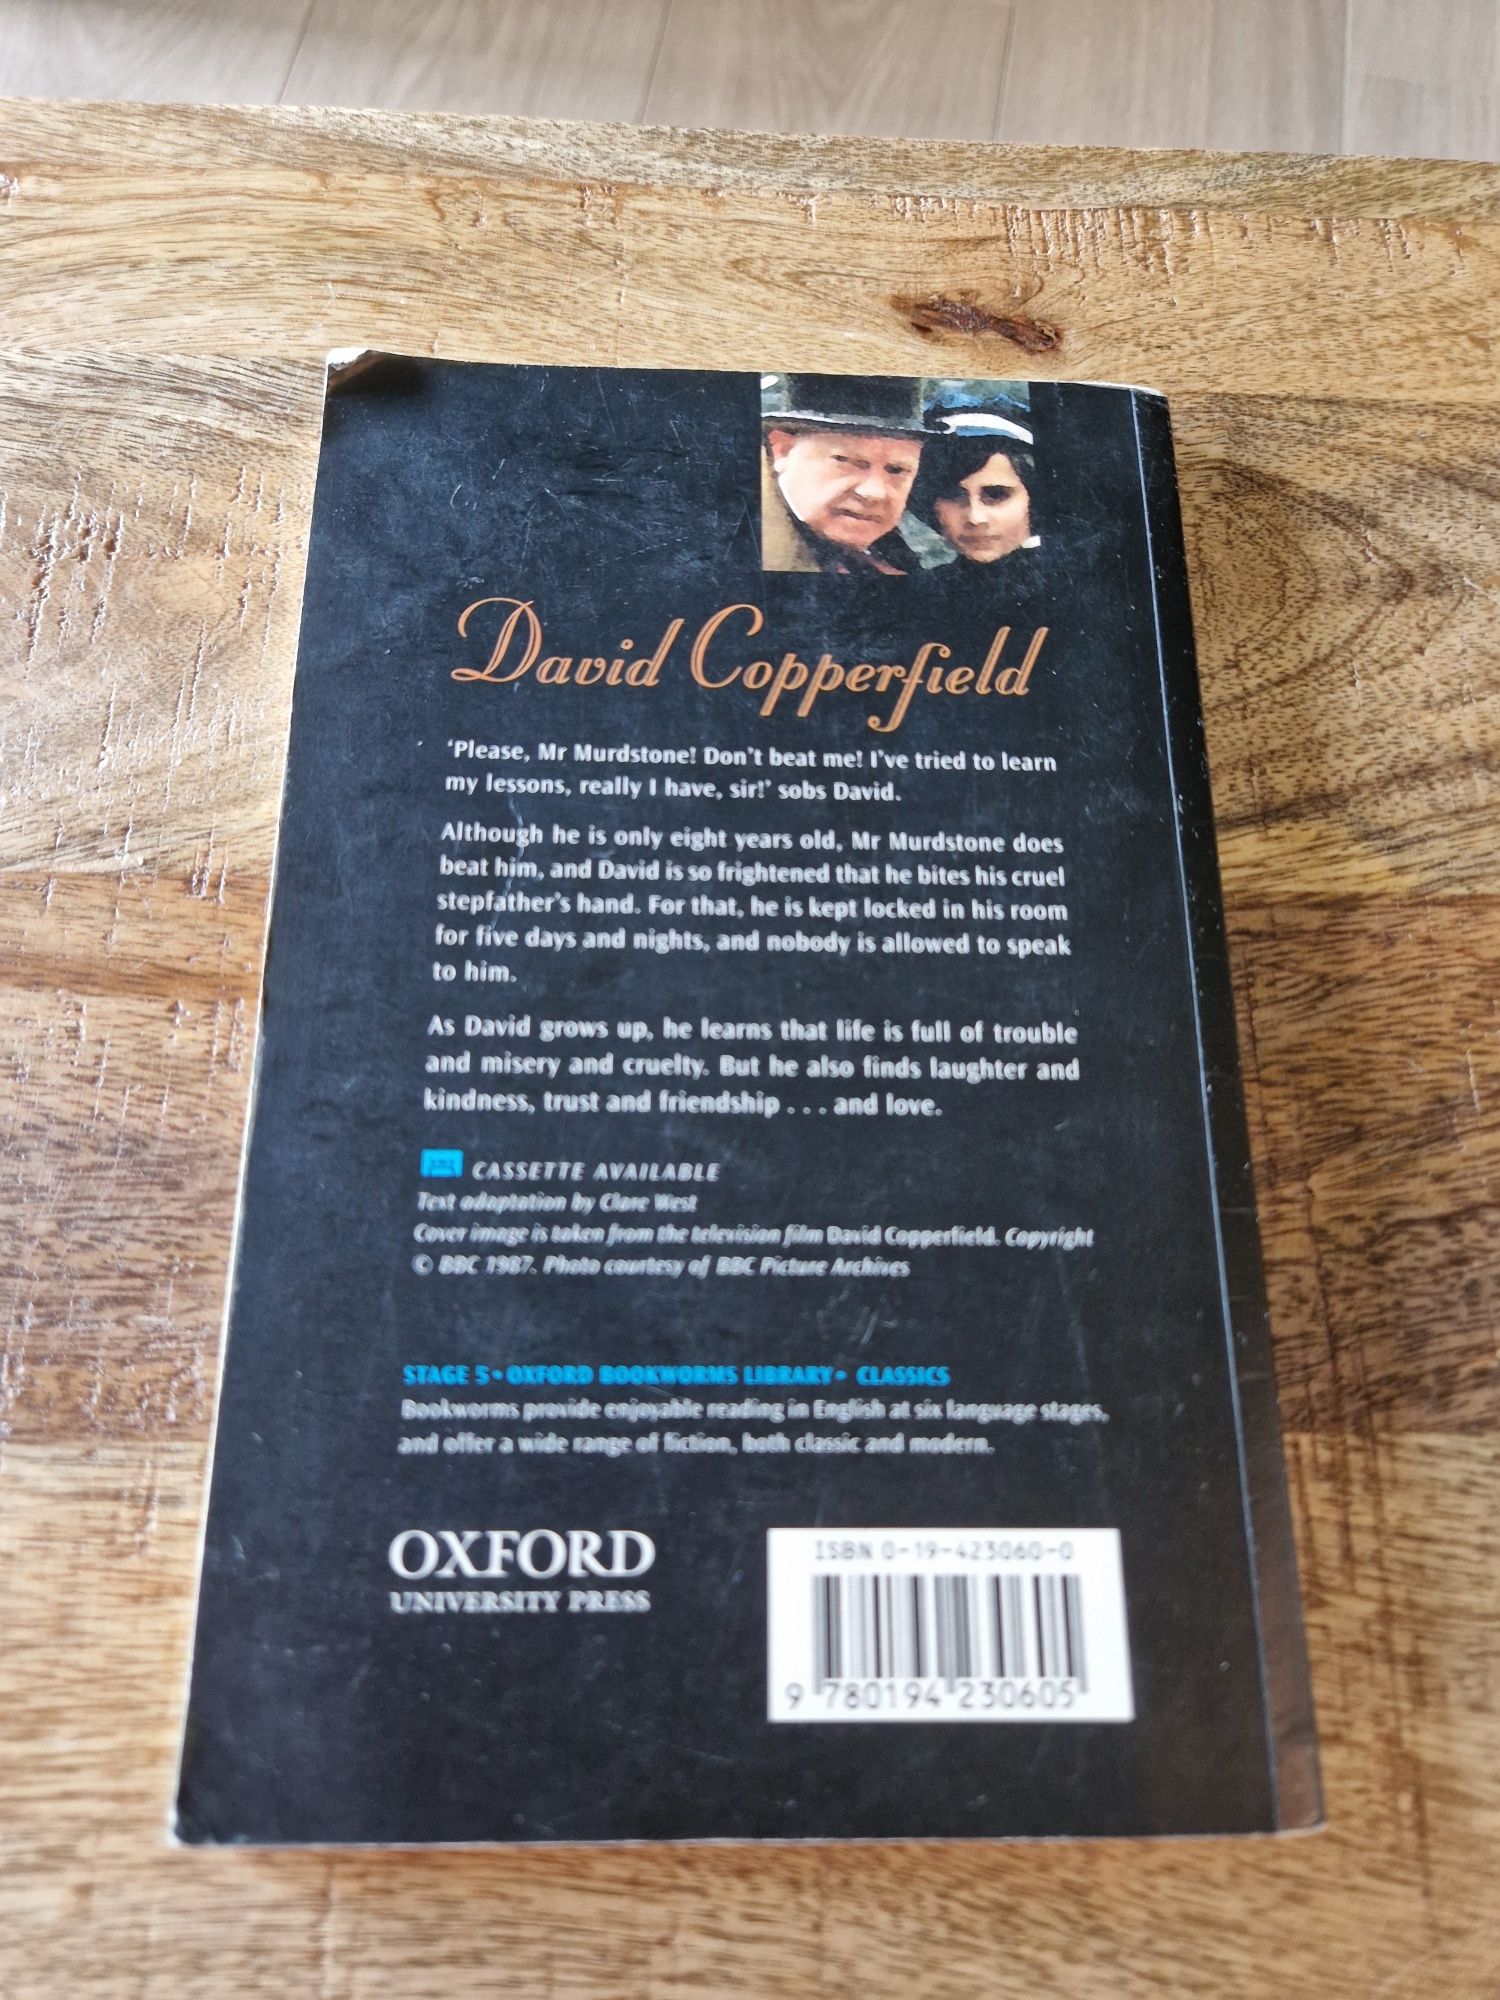 David Copperfield
‘Please, Mr Murdstone! Don’t beat me! I’ve tried to learn
my lessons, really I have, sir!’ sobs David.
Although he is only eight years old, Mr Murdstone does
beat him, and David is so frightened that he bites his cruel
stepfather’s hand. For that, he is kept locked in his room
for five days and nights, and nobody is allowed to speak
to him.
As David grows up, he learns that life is full of trouble
and misery and cruelty. But he also finds laughter and
kindness, trust and friendship . . . and love.
CASSETTE AVAILABLE
Text adaptation by Clare West
Cover image is taken from the television film David Copperfield. Copyright
© BBC 1987. Photo courtesy of BBC Picture Archives
STAGE 5 • OXFORD BOOKWORMS LIBRARY • CLASSICS
Bookworms provide enjoyable reading in English at six language stages,
and offer a wide range of fiction, both classic and modern.
OXFORD
UNIVERSITY PRESS
ISBN 0-19-423060-0
9 780194 230605